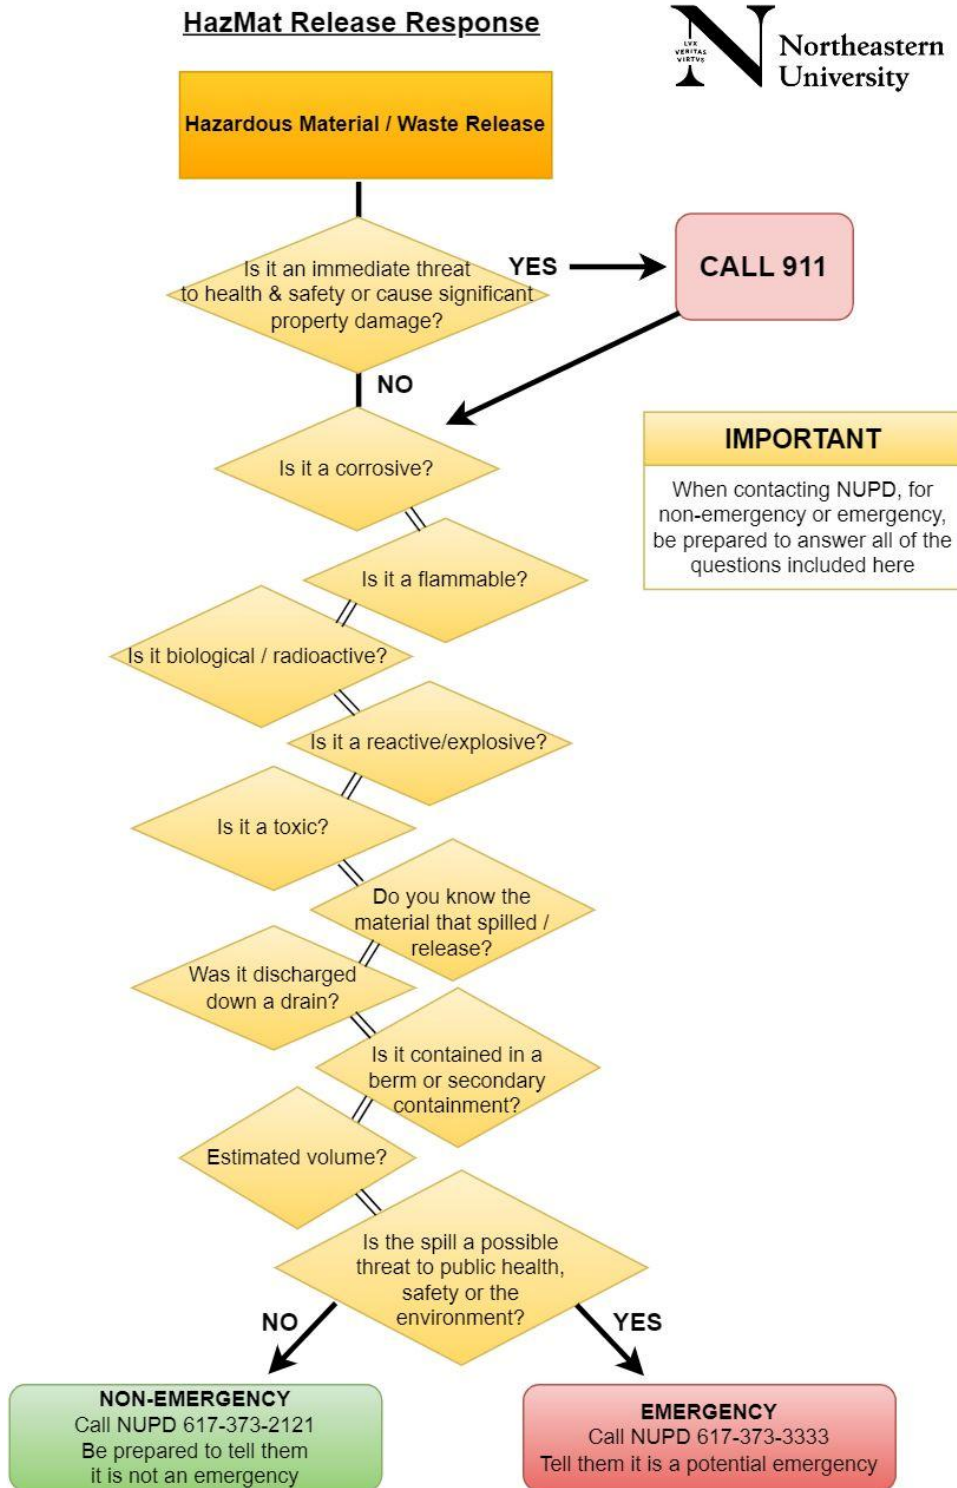 HazMat Release Response
LVX
VERITAS
VIRTVS
Northeastern
University
Hazardous Material / Waste Release
Is it an immediate threat
to health & safety or cause significant
property damage?
YES
CALL 911
NO
Is it a corrosive?
IMPORTANT
When contacting NUPD, for
non-emergency or emergency,
be prepared to answer all of the
questions included here
Is it a flammable?
Is it biological / radioactive?
Is it a reactive/explosive?
Is it a toxic?
Do you know the
material that spilled /
release?
Was it discharged
down a drain?
Is it contained in a
berm or secondary
containment?
Estimated volume?
Is the spill a possible
threat to public health,
safety or the
environment?
NO
YES
NON-EMERGENCY
Call NUPD 617-373-2121
Be prepared to tell them
it is not an emergency
EMERGENCY
Call NUPD 617-373-3333
Tell them it is a potential emergency